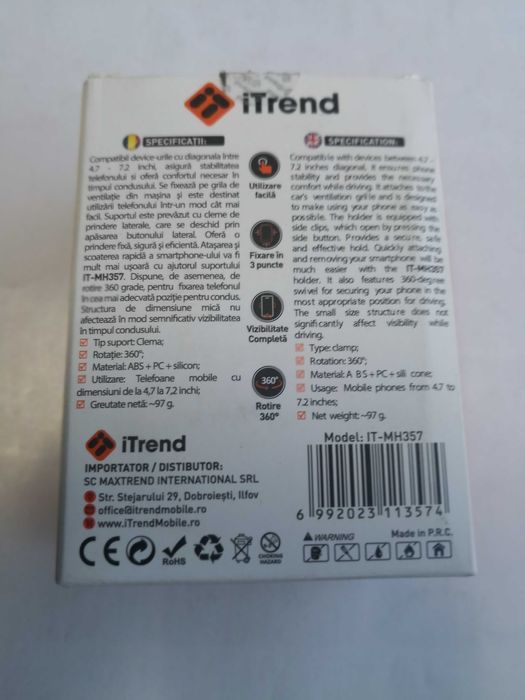 iTrend
SPECIFICAȚII:
Compatibil device-urile cu diagonala între
4,7 - 7,2 inchi, asigură stabilitatea
telefonului si oferă confortul necesar în
timpul condusului. Se fixează pe grila de
ventilație din mașina și este destinat
utilizării telefonului într-un mod cât mai
facil. Suportul este prevăzut cu cleme de
prindere laterale, care se deschid prin
apăsarea butonului lateral. Oferă o
prindere fixă, sigură și eficientă. Atașarea și
scoaterea rapidă a smartphone-ului va fi
mult mai ușoară cu ajutorul suportului
IT-MH357. Dispune, de asemenea, de
rotire 360 grade, pentru fixarea telefonului
în cea mai adecvată poziție pentru condus.
Structura de dimensiune mică nu
afectează în mod semnificativ vizibilitatea
în timpul condusului.
Tip suport: Clema;
Rotație: 360°;
Material: ABS + PC + silicon;
Utilizare: Telefoane mobile cu
dimensiuni de la 4,7 la 7,2 inchi;
Greutate netă: ~97 g.
Utilizare
facilă
Fixare în
3 puncte
Vizibilitate
Completă
360°
Rotire
360°
SPECIFICATION:
Compatible with devices between 4.7 -
7.2 inches diagonal, it ensures phone
stability and provides the necessary
comfort while driving. It attaches to the
car's ventilation grille and is designed
to make using your phone as easy as
possible. The holder is equipped with
side clips, which open by pressing the
side button. Provides a secure, safe
and effective hold. Quickly attaching
and removing your smartphone will be
much easier with the IT-MH357
holder. It also features 360-degree
swivel for securing your phone in the
most appropriate position for driving.
The small size structure does not
significantly affect visibility while
driving.
Type: clamp;
Rotation: 360°;
Material: A B S + P C + sili cone;
Usage: Mobile phones from 4.7 to
7.2 inches;
Net weight: ~97 g.
iTrend
IMPORTATOR / DISTRIBUTOR:
SC MAXTREND INTERNATIONAL SRL
Str. Stejarului 29, Dobroiești, Ilfov
office@itrendmobile.ro
www.iTrendMobile.ro
CE
RoHS
CHOKING
HAZARD
Model: IT-MH357
6 992023 113574
WARNING
Made in P.R.C.